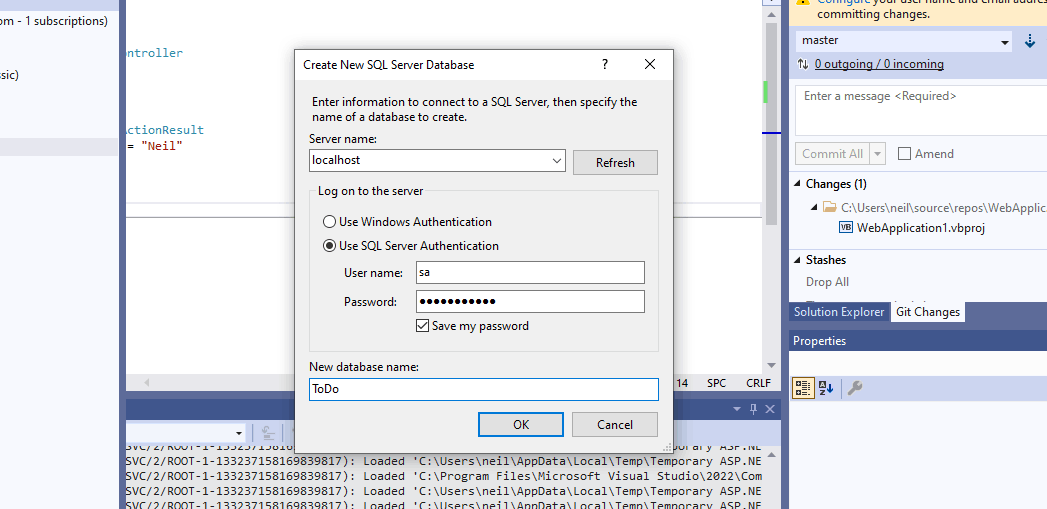 om - 1 subscriptions)
sic)
ontroller
ActionResult
= "Neil"
Create New SQL Server Database
?
Enter information to connect to a SQL Server, then specify the
name of a database to create.
Server name:
localhost
Refresh
Log on to the server
Use Windows Authentication
Use SQL Server Authentication
User name:
sa
Password:
●●●●●●●●●●●
Save my password
New database name:
ToDo
OK
Cancel
14 SPC CRLF
Configure your user name and email addre
committing changes.
master
0 outgoing / 0 incoming
Enter a message <Required>
Commit All
Amend
Changes (1)
C:\Users\neil\source\repos\WebApplic
VB WebApplication1.vbproj
Stashes
Drop All
Solution Explorer
Git Changes
Properties
SVC/2/ROOT-1-133237158169839817): Loaded 'C:\Users\neil\AppData\Local\Temp\Temporary ASP.NE
SVC/2/ROOT-1-133237158169839817): Loaded 'C:\Program Files\Microsoft Visual Studio\2022\Com
SVC/2/ROOT-1-133237158169839817): Loaded 'C:\Users\neil\AppData\Local\Temp\Temporary ASP.NE
SVC/2/ROOT-1-133237158169839817): Loaded 'C:\Users\neil\AppData\Local\Temp\Temporary ASP.NE